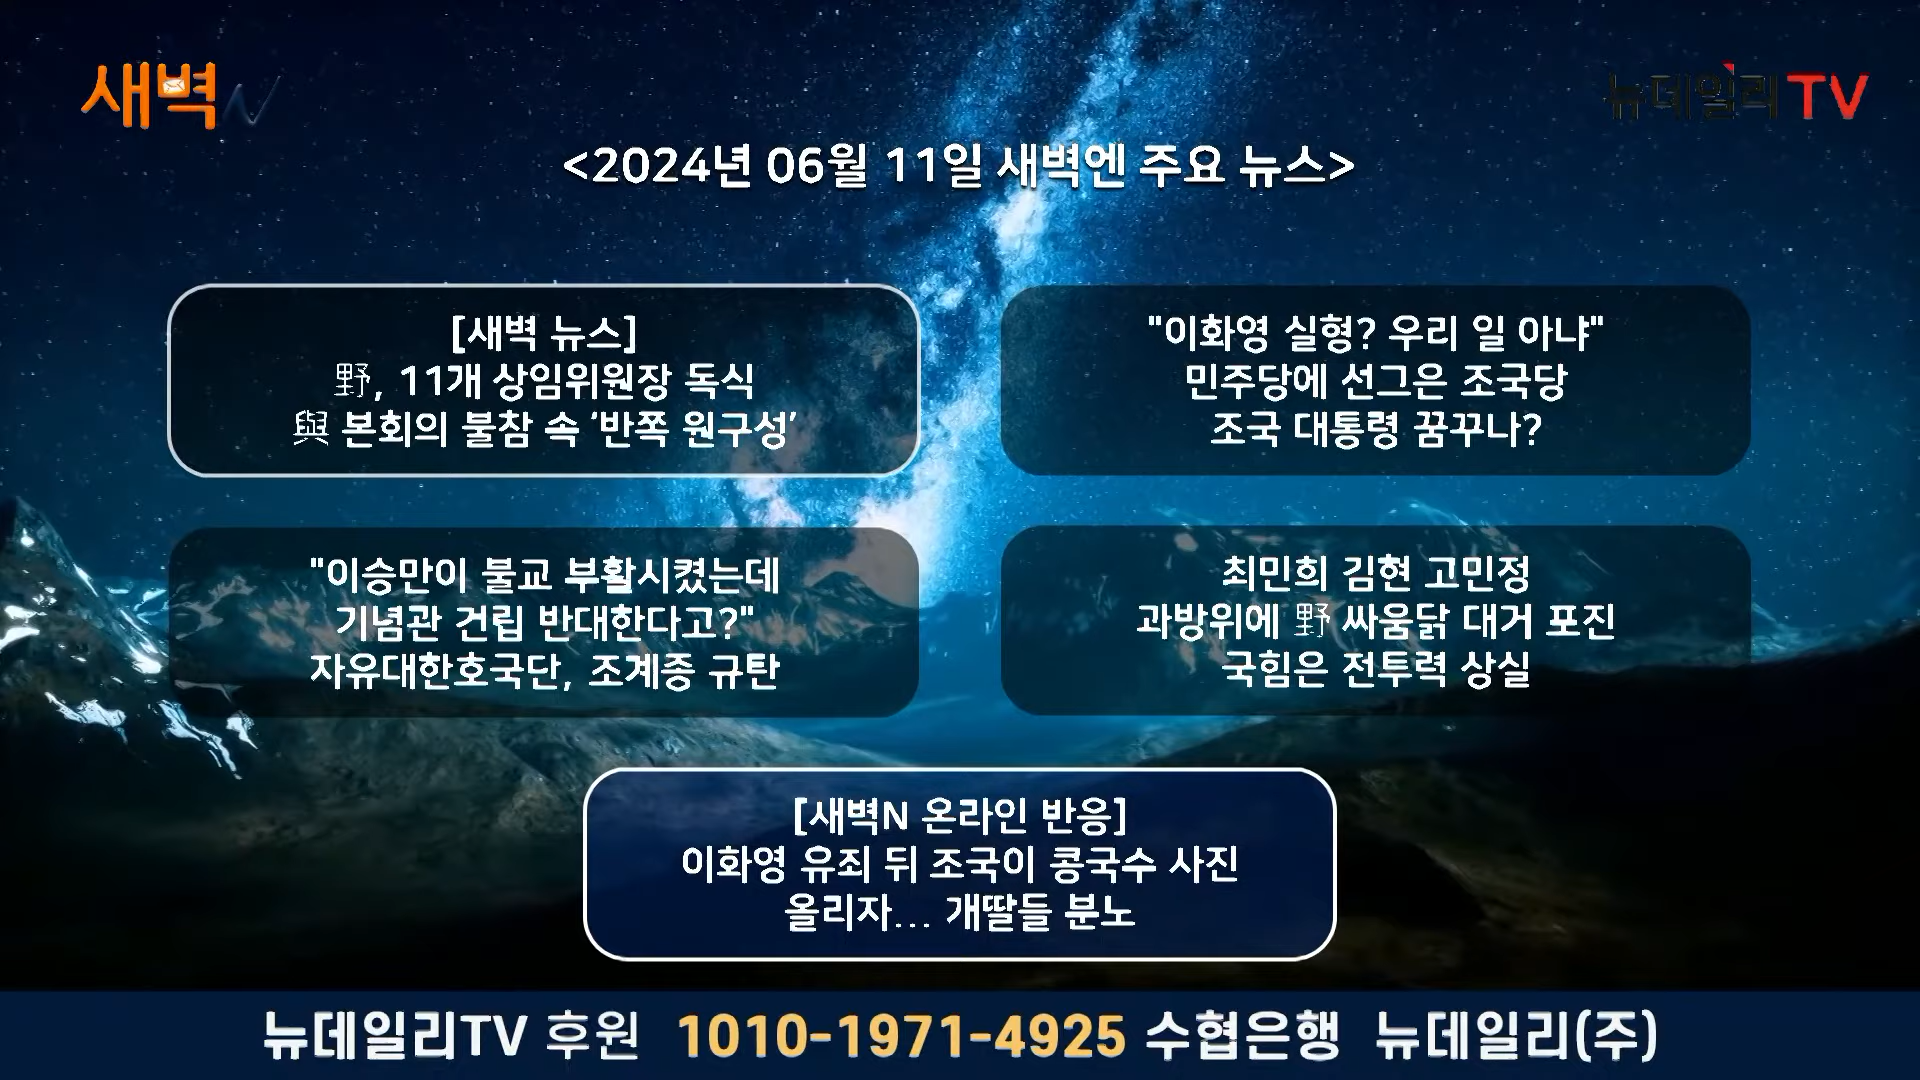 새벽N
뉴데일리TV
<2024년 06월 11일 새벽엔 주요 뉴스>
[새벽 뉴스]
野, 11개 상임위원장 독식
與 본회의 불참 속 ‘반쪽 원구성’
"이화영 실형? 우리 일 아냐"
민주당에 선그은 조국당
조국 대통령 꿈꾸나?
"이승만이 불교 부활시켰는데
기념관 건립 반대한다고?"
자유대한호국단, 조계종 규탄
최민희 김현 고민정
과방위에 野 싸움닭 대거 포진
국힘은 전투력 상실
[새벽N 온라인 반응]
이화영 유죄 뒤 조국이 콩국수 사진
올리자... 개딸들 분노
뉴데일리TV 후원 1010-1971-4925 수협은행 뉴데일리(주)